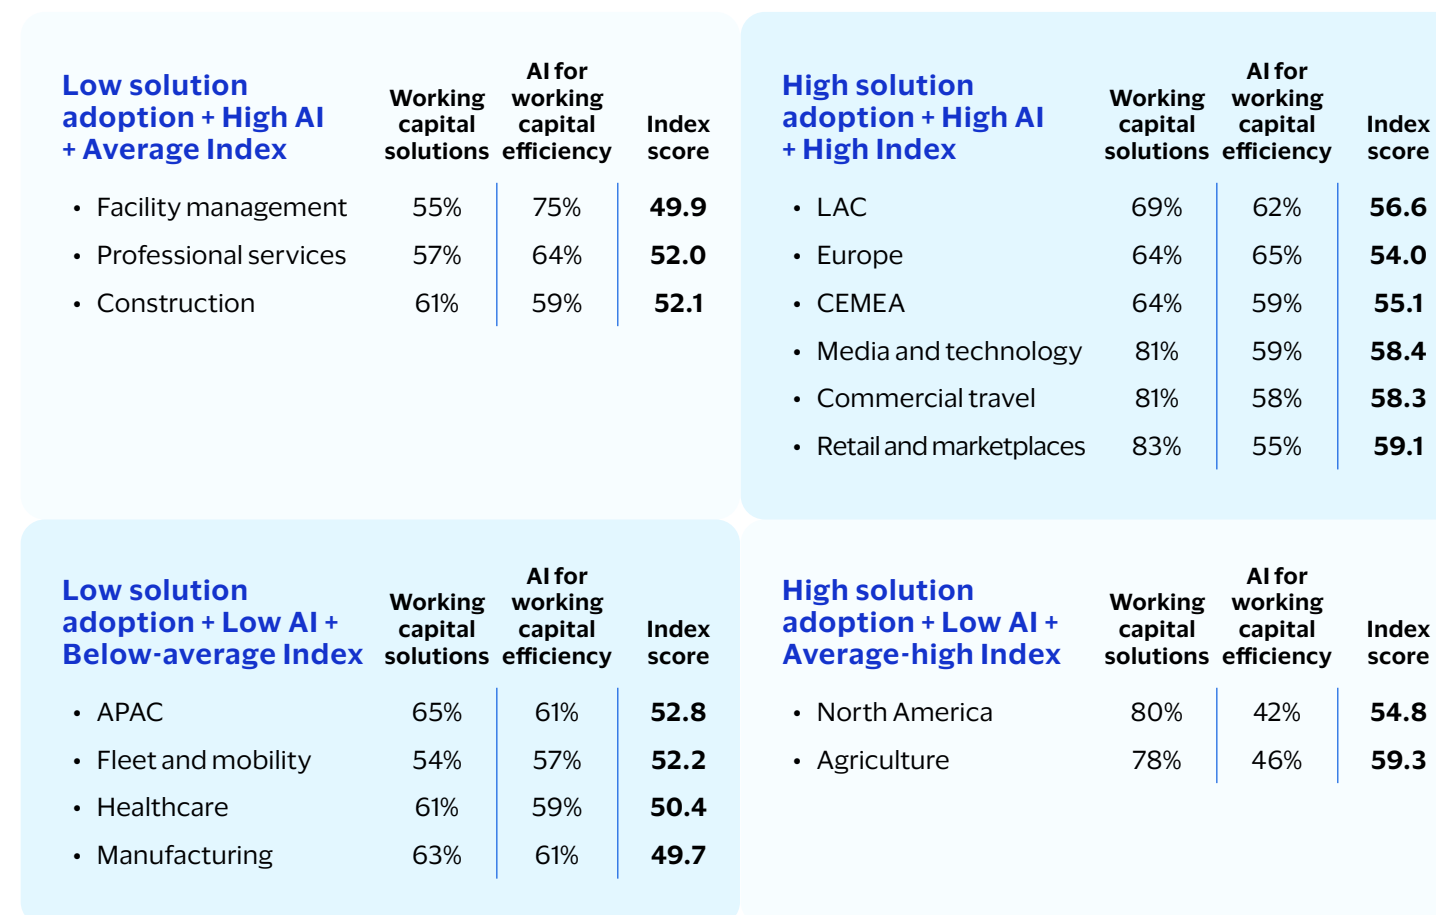 Low solution
adoption + High AI
+ Average Index
Working
capital
solutions
AI for
working
capital
efficiency
Index
score
• Facility management 55% 75% 49.9
• Professional services 57% 64% 52.0
• Construction 61% 59% 52.1
High solution
adoption + High AI
+ High Index
Working
capital
solutions
AI for
working
capital
efficiency
Index
score
• LAC 69% 62% 56.6
• Europe 64% 65% 54.0
• CEMEA 64% 59% 55.1
• Media and technology 81% 59% 58.4
• Commercial travel 81% 58% 58.3
• Retail and marketplaces 83% 55% 59.1
Low solution
adoption + Low AI +
Below-average Index
Working
capital
solutions
AI for
working
capital
efficiency
Index
score
• APAC 65% 61% 52.8
• Fleet and mobility 54% 57% 52.2
• Healthcare 61% 59% 50.4
• Manufacturing 63% 61% 49.7
High solution
adoption + Low AI +
Average-high Index
Working
capital
solutions
AI for
working
capital
efficiency
Index
score
• North America 80% 42% 54.8
• Agriculture 78% 46% 59.3